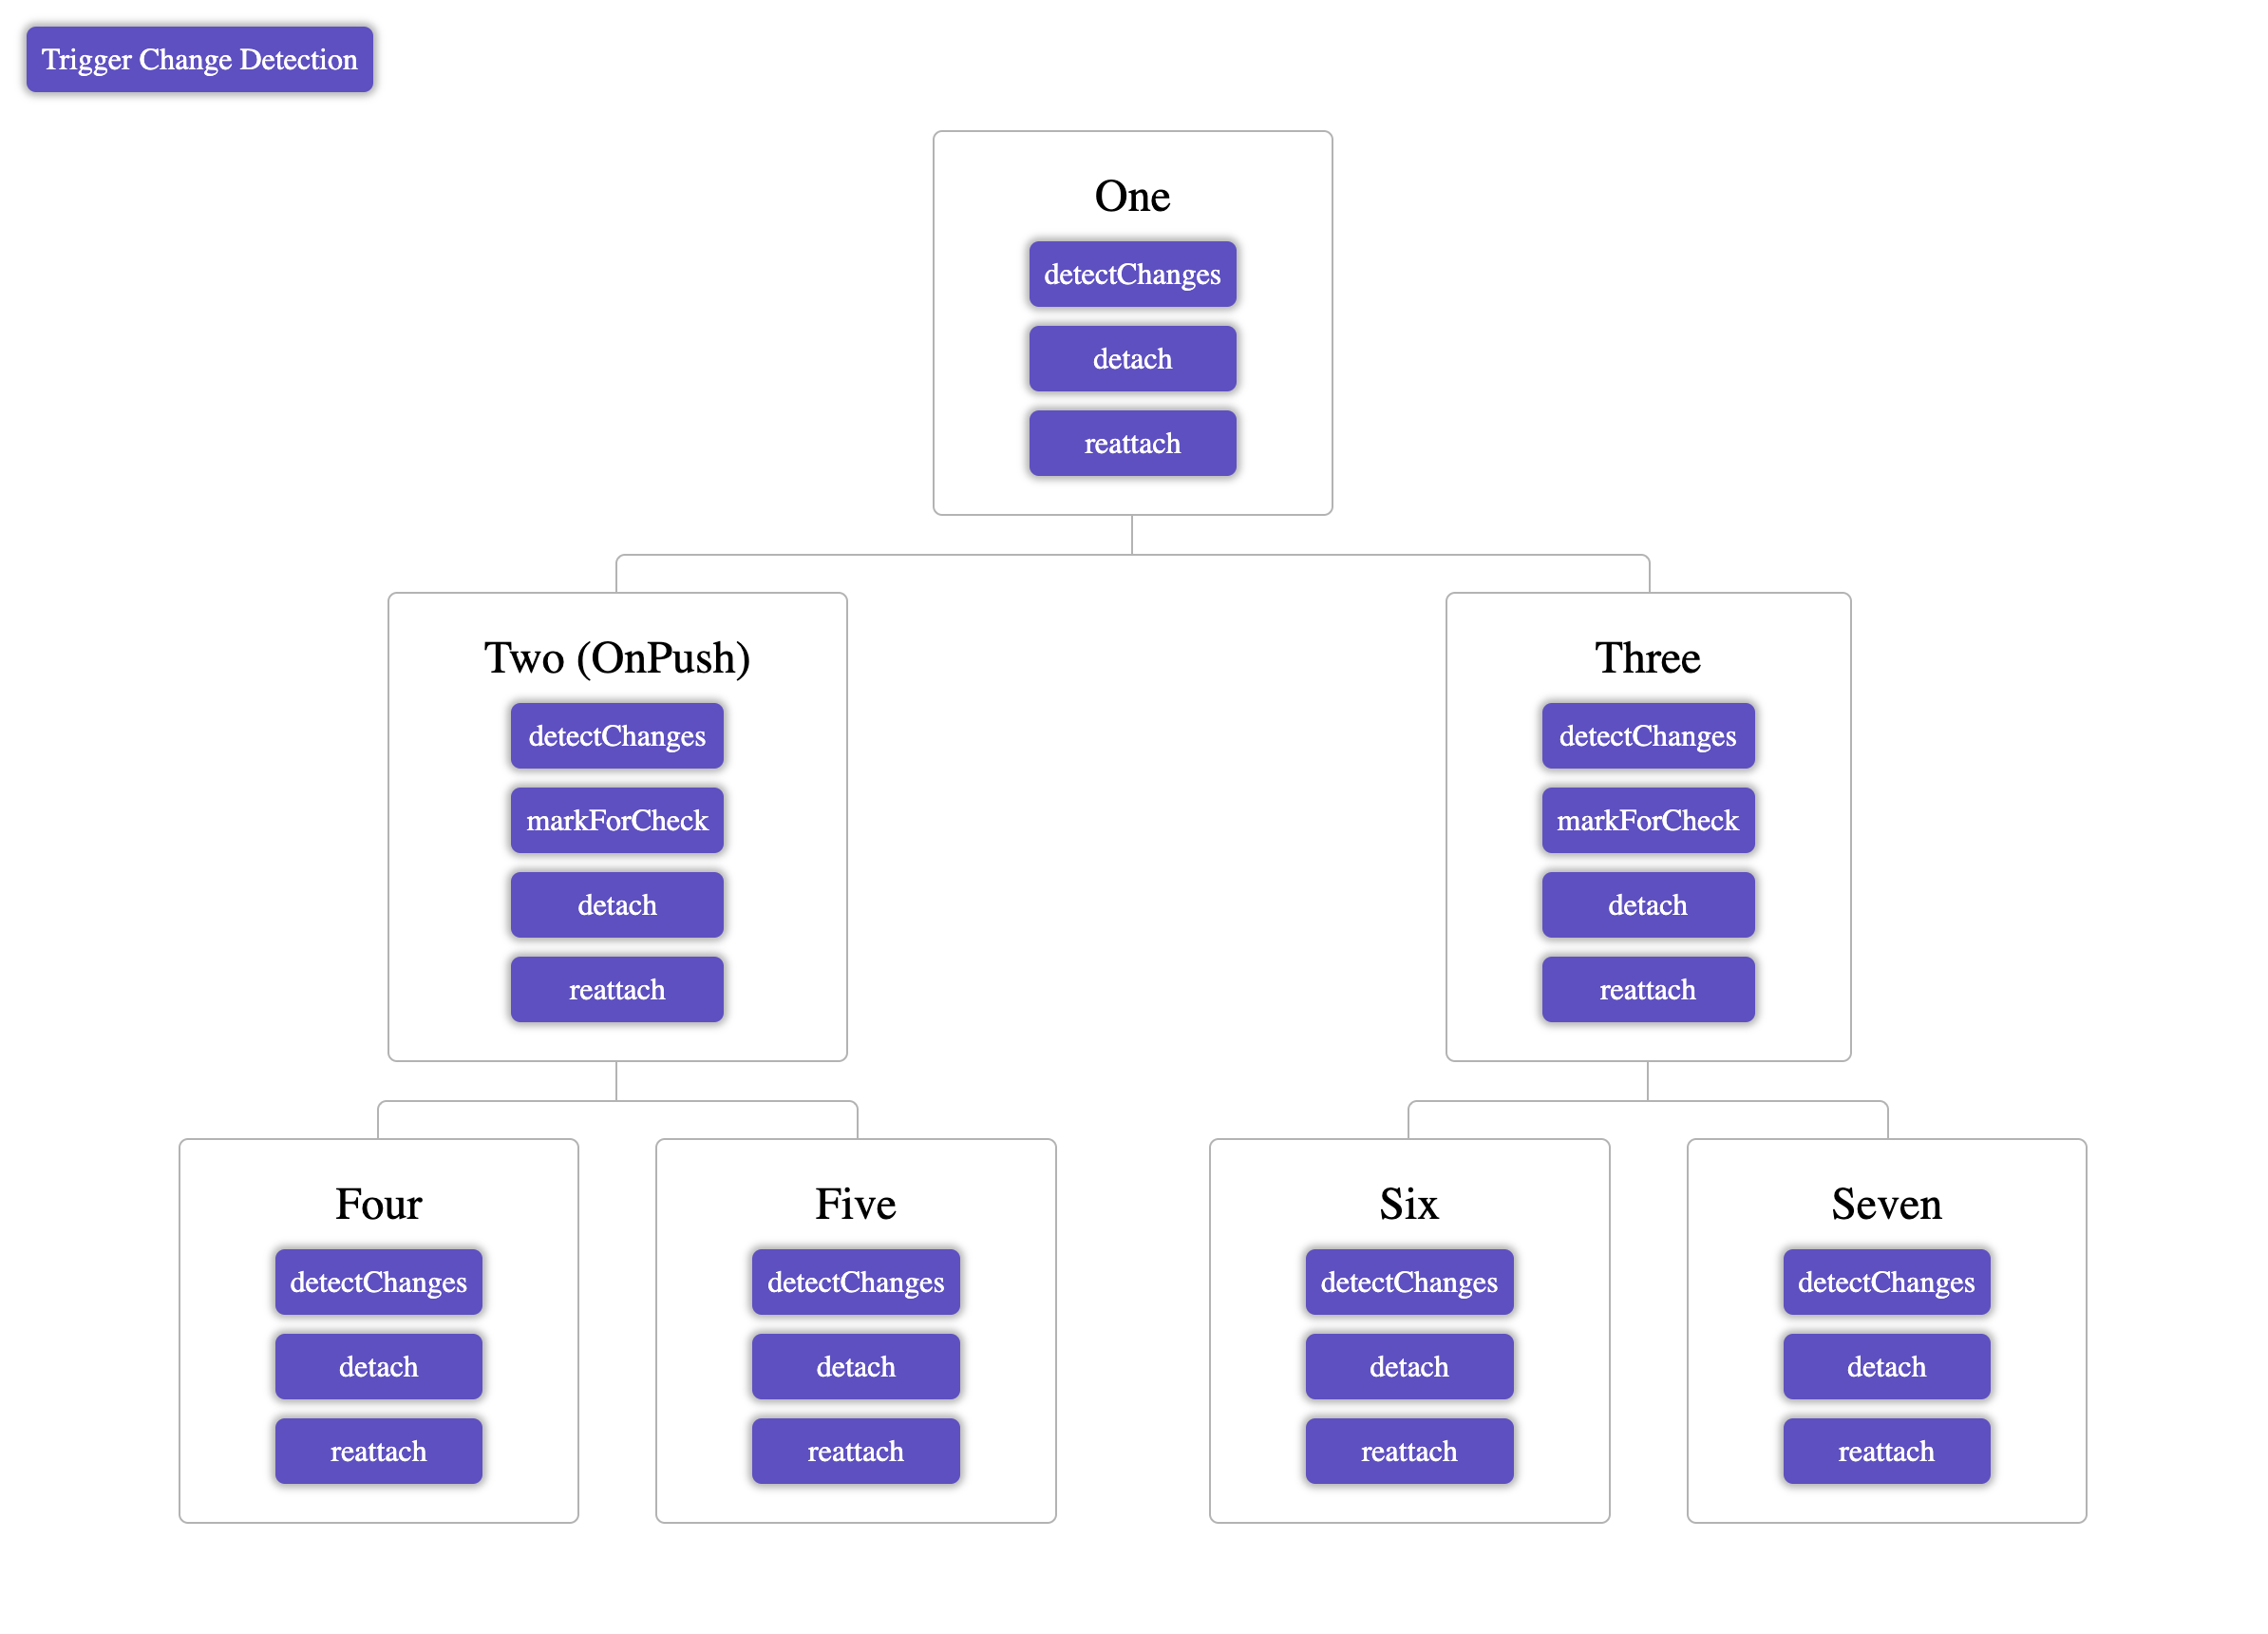 Trigger Change Detection
One
detectChanges
detach
reattach
Two (OnPush)
detectChanges
markForCheck
detach
reattach
Three
detectChanges
markForCheck
detach
reattach
Four
detectChanges
detach
reattach
Five
detectChanges
detach
reattach
Six
detectChanges
detach
reattach
Seven
detectChanges
detach
reattach